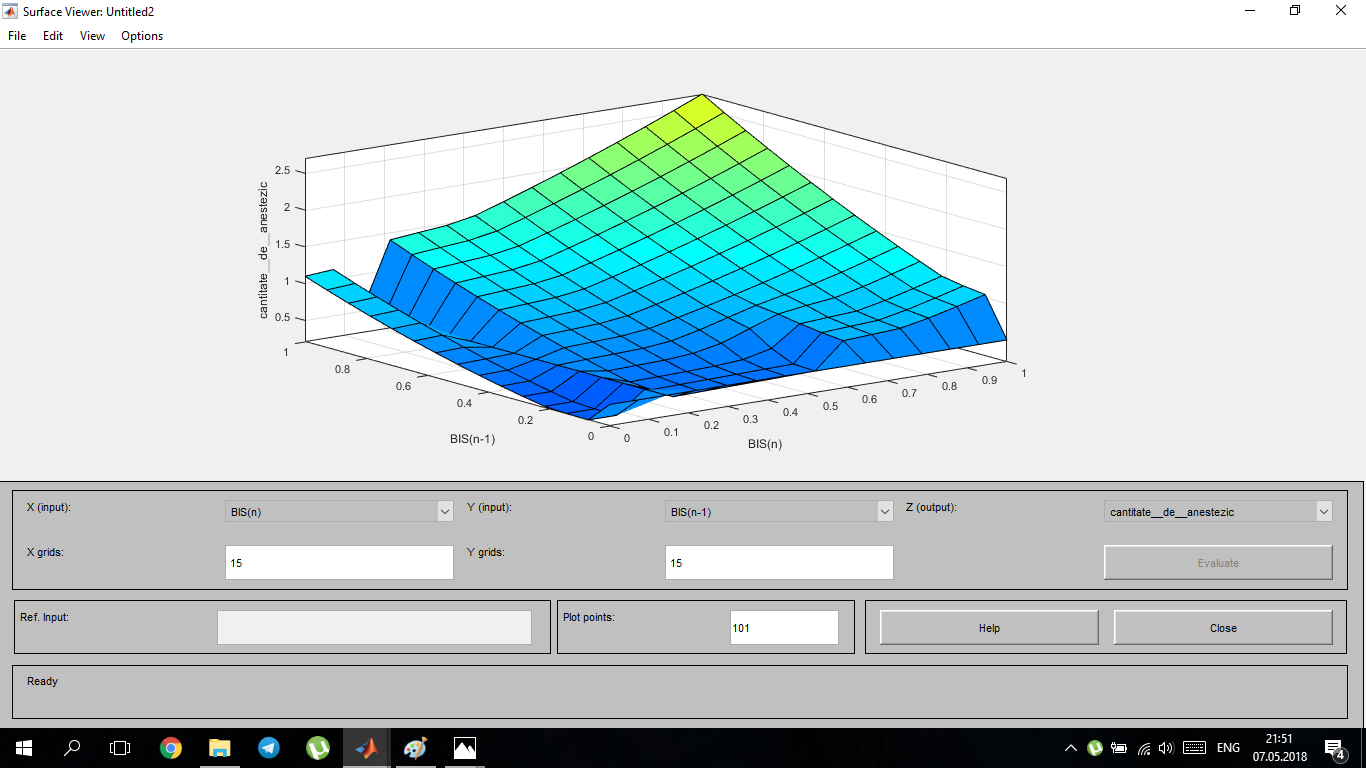 Surface Viewer: Untitled2
File Edit View Options
cantitate__de__anestezic
2.5
2
1.5
1
0.5
1
0.8
0.6
0.4
0.2
0
BIS(n-1)
0
0.1
0.2
0.3
0.4
0.5
0.6
0.7
0.8
0.9
1
BIS(n)
X (input): BIS(n) Y (input): BIS(n-1) Z (output): cantitate__de__anestezic
X grids: 15 Y grids: 15 Evaluate
Ref. Input: Plot points: 101 Help Close
Ready
ENG
21:51
07.05.2018
4